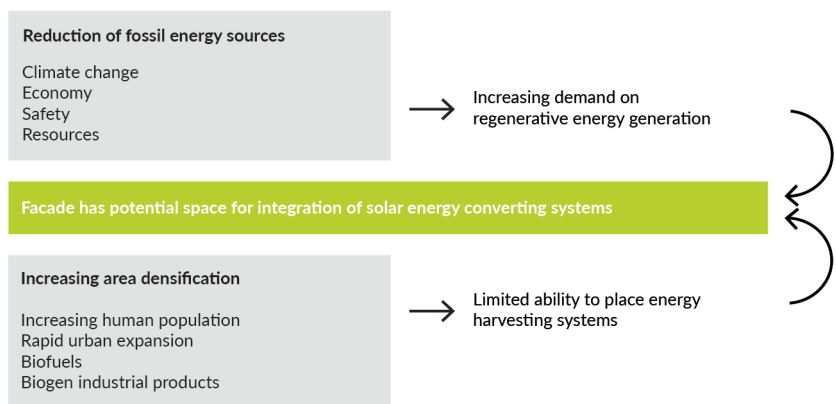 Reduction of fossil energy sources
Climate change
Economy
Safety
Resources
Increasing demand on
regenerative energy generation
Facade has potential space for integration of solar energy converting systems
Increasing area densification
Increasing human population
Rapid urban expansion
Biofuels
Biogen industrial products
Limited ability to place energy
harvesting systems